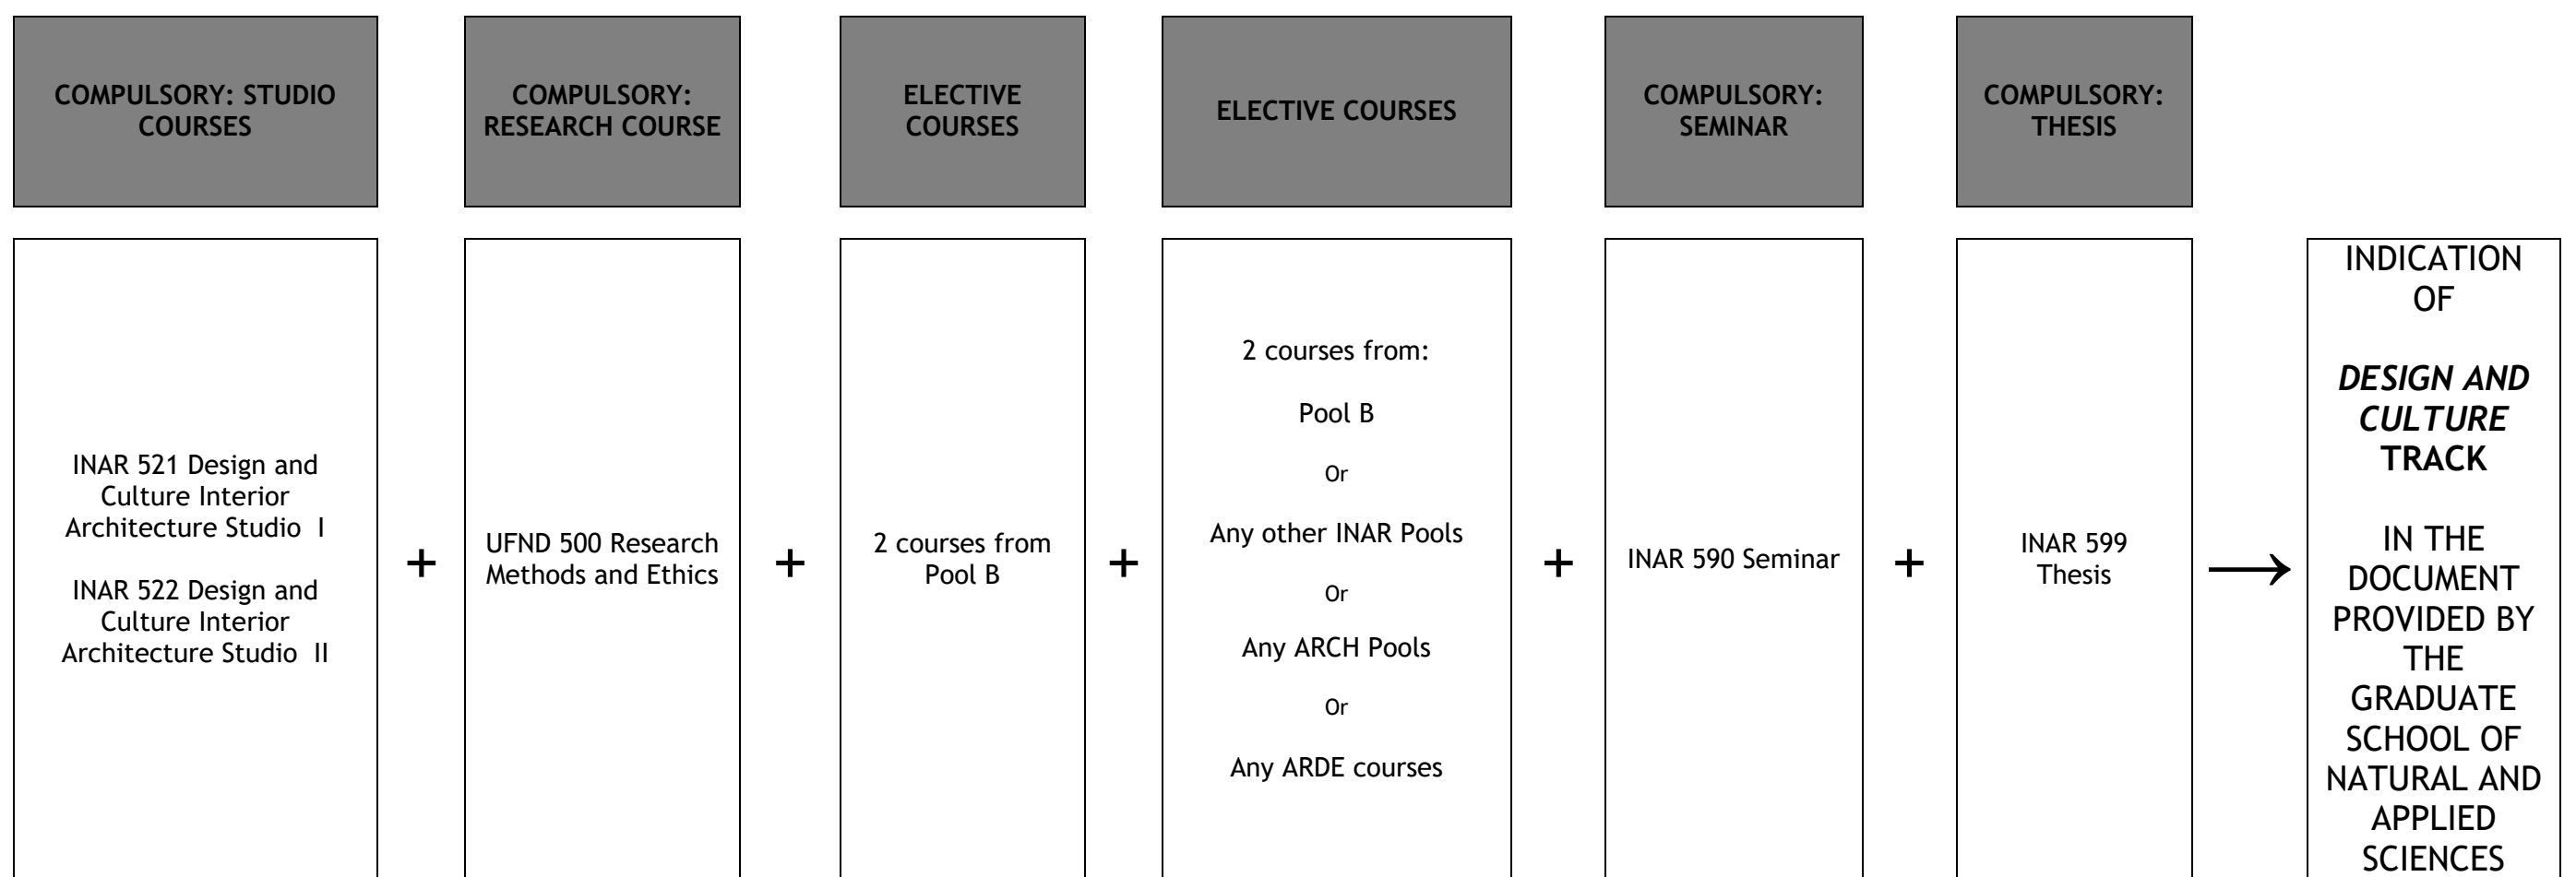 COMPULSORY: STUDIO
COURSES
COMPULSORY:
RESEARCH COURSE
ELECTIVE
COURSES
ELECTIVE COURSES
COMPULSORY:
SEMINAR
COMPULSORY:
THESIS
INAR 521 Design and
Culture Interior
Architecture Studio I
INAR 522 Design and
Culture Interior
Architecture Studio II
+
UFND 500 Research
Methods and Ethics
+
2 courses from
Pool B
+
2 courses from:
Pool B
Or
Any other INAR Pools
Or
Any ARCH Pools
Or
Any ARDE courses
+
INAR 590 Seminar
+
INAR 599
Thesis
→
INDICATION
OF
DESIGN AND
CULTURE
TRACK
IN THE
DOCUMENT
PROVIDED BY
THE
GRADUATE
SCHOOL OF
NATURAL AND
APPLIED
SCIENCES